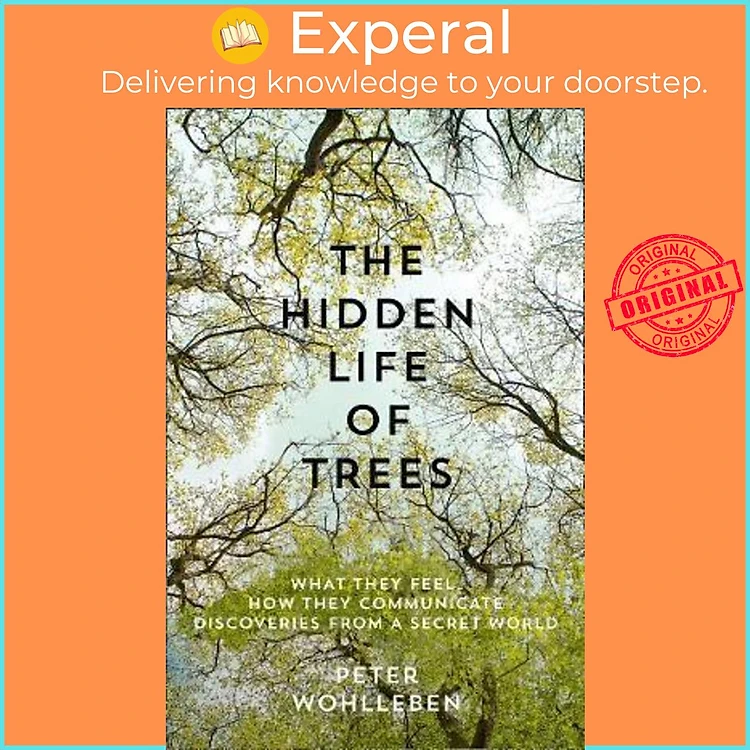 Experal
Delivering knowledge to your doorstep.
THE
HIDDEN
LIFE
OF
TREES
WHAT THEY FEEL,
HOW THEY COMMUNICATE
DISCOVERIES FROM A SECRET WORLD
PETER
WOHLLEBEN
ORIGINAL
ORIGINAL
ORIGINAL